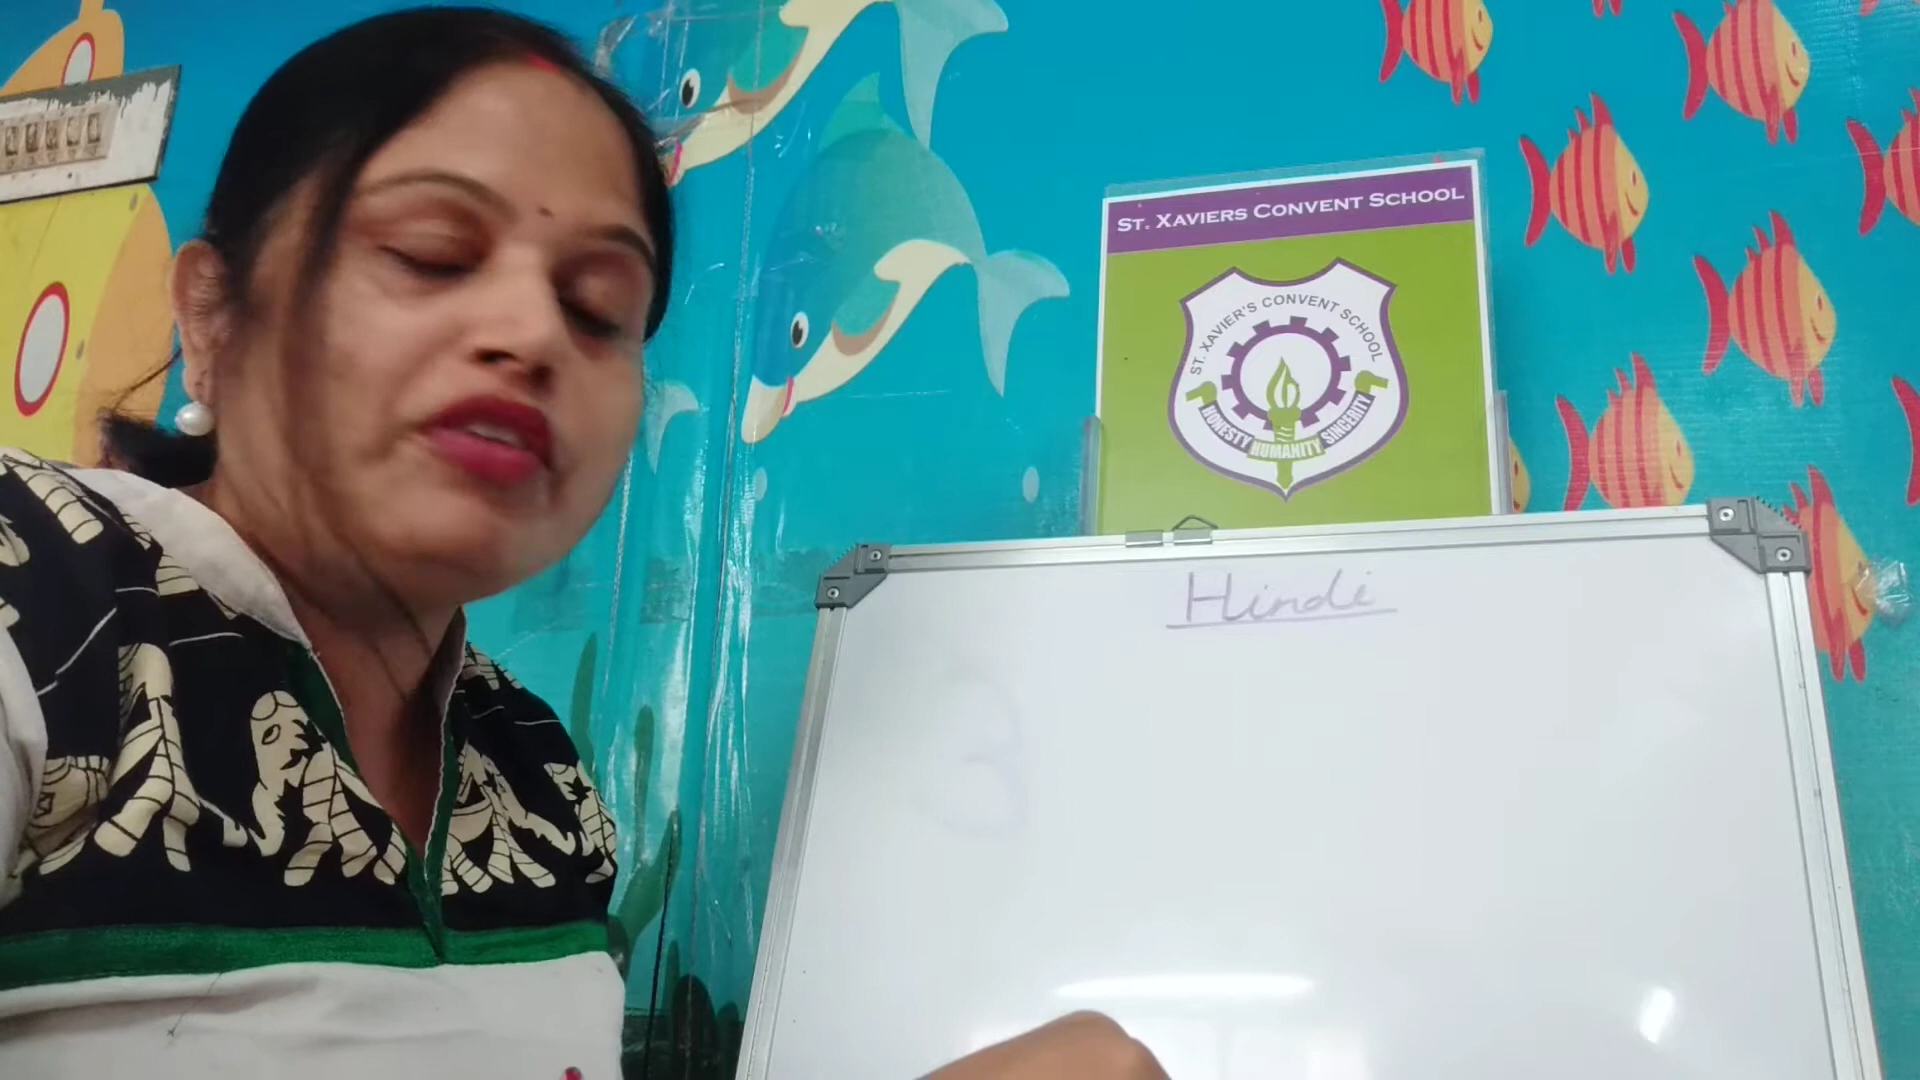 ST. XAVIERS CONVENT SCHOOL
ST. XAVIER'S CONVENT SCHOOL
HONESTY HUMANITY SINCERITY
Hindi